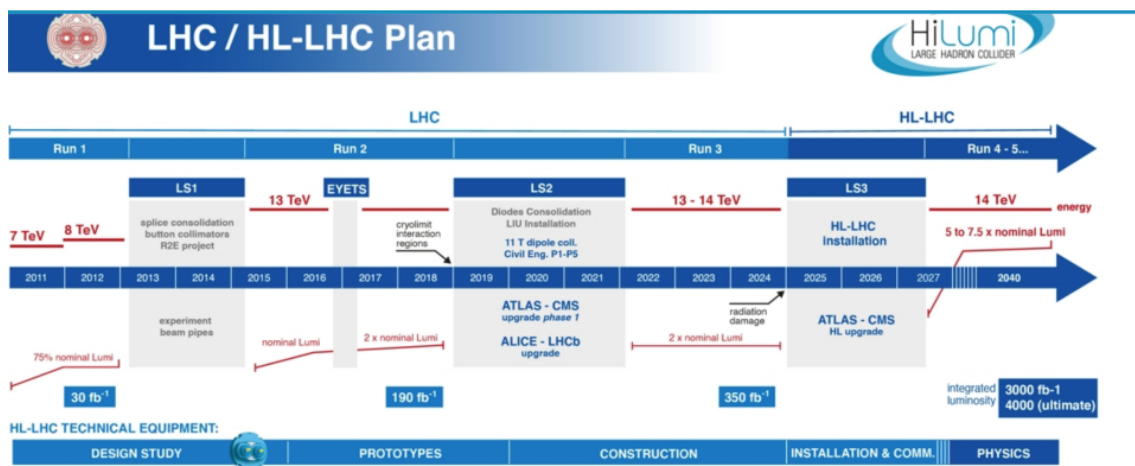 LHC / HL-LHC Plan
HiLumi
LARGE HADRON COLLIDER
LHC
HL-LHC
Run 1
Run 2
Run 3
Run 4 - 5...
LS1
EYETS
LS2
LS3
13 TeV
13 - 14 TeV
14 TeV
energy
splice consolidation
button collimators
R2E project
Diodes Consolidation
LIU Installation
11 T dipole coll.
Civil Eng. P1-P5
HL-LHC
Installation
7 TeV
8 TeV
cryolimit
interaction
regions
5 to 7.5 x nominal Lumi
2011 2012 2013 2014 2015 2016 2017 2018 2019 2020 2021 2022 2023 2024 2025 2026 2027 2040
experiment
beam pipes
ATLAS - CMS
upgrade phase 1
ALICE - LHCb
upgrade
radiation
damage
ATLAS - CMS
HL upgrade
75% nominal Lumi
nominal Lumi
2 x nominal Lumi
2 x nominal Lumi
30 fb⁻¹
190 fb⁻¹
350 fb⁻¹
integrated
luminosity
3000 fb-1
4000 (ultimate)
HL-LHC TECHNICAL EQUIPMENT:
DESIGN STUDY
PROTOTYPES
CONSTRUCTION
INSTALLATION & COMM.
PHYSICS